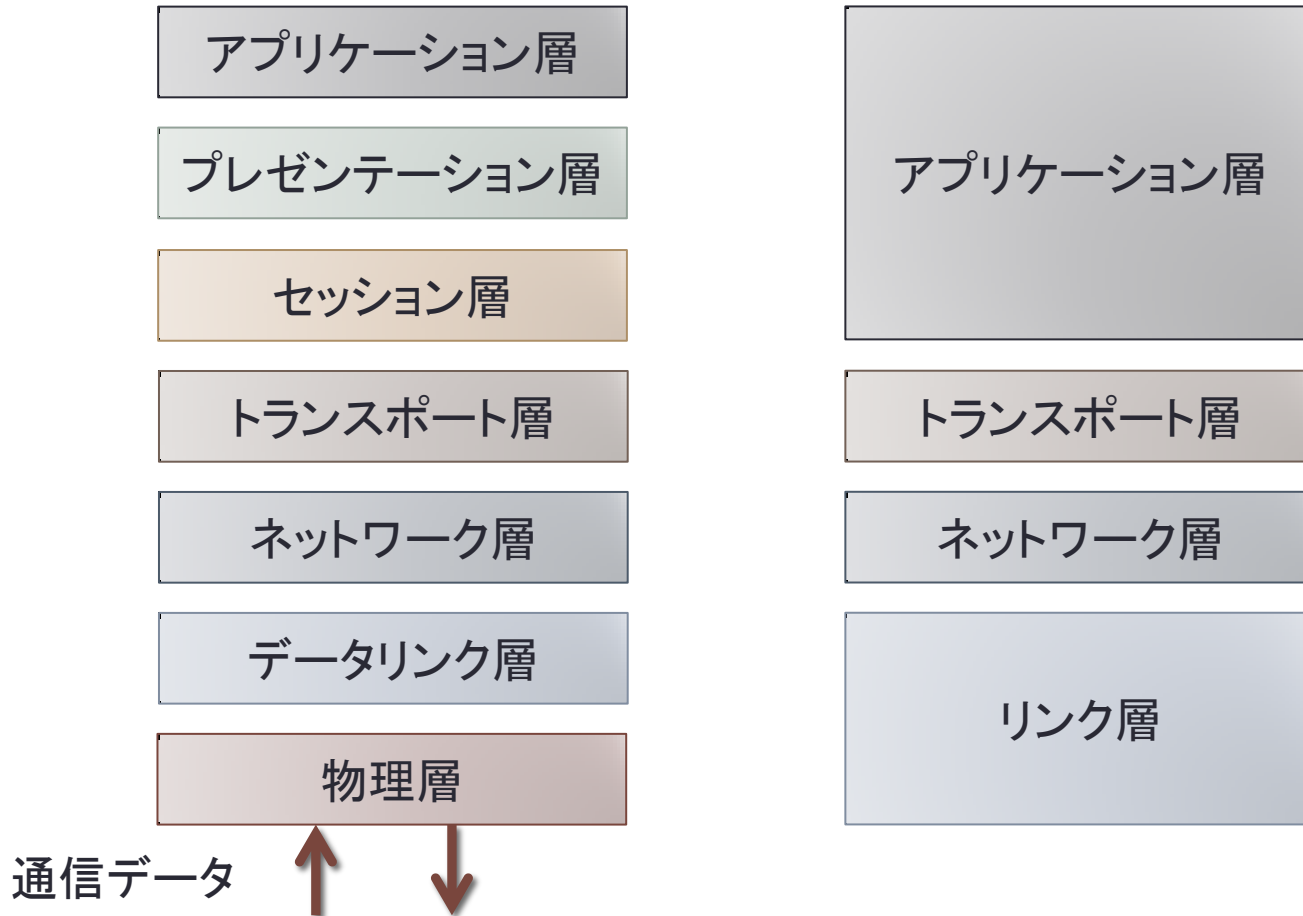 アプリケーション層
プレゼンテーション層
セッション層
トランスポート層
ネットワーク層
データリンク層
物理層
通信データ
アプリケーション層
トランスポート層
ネットワーク層
リンク層